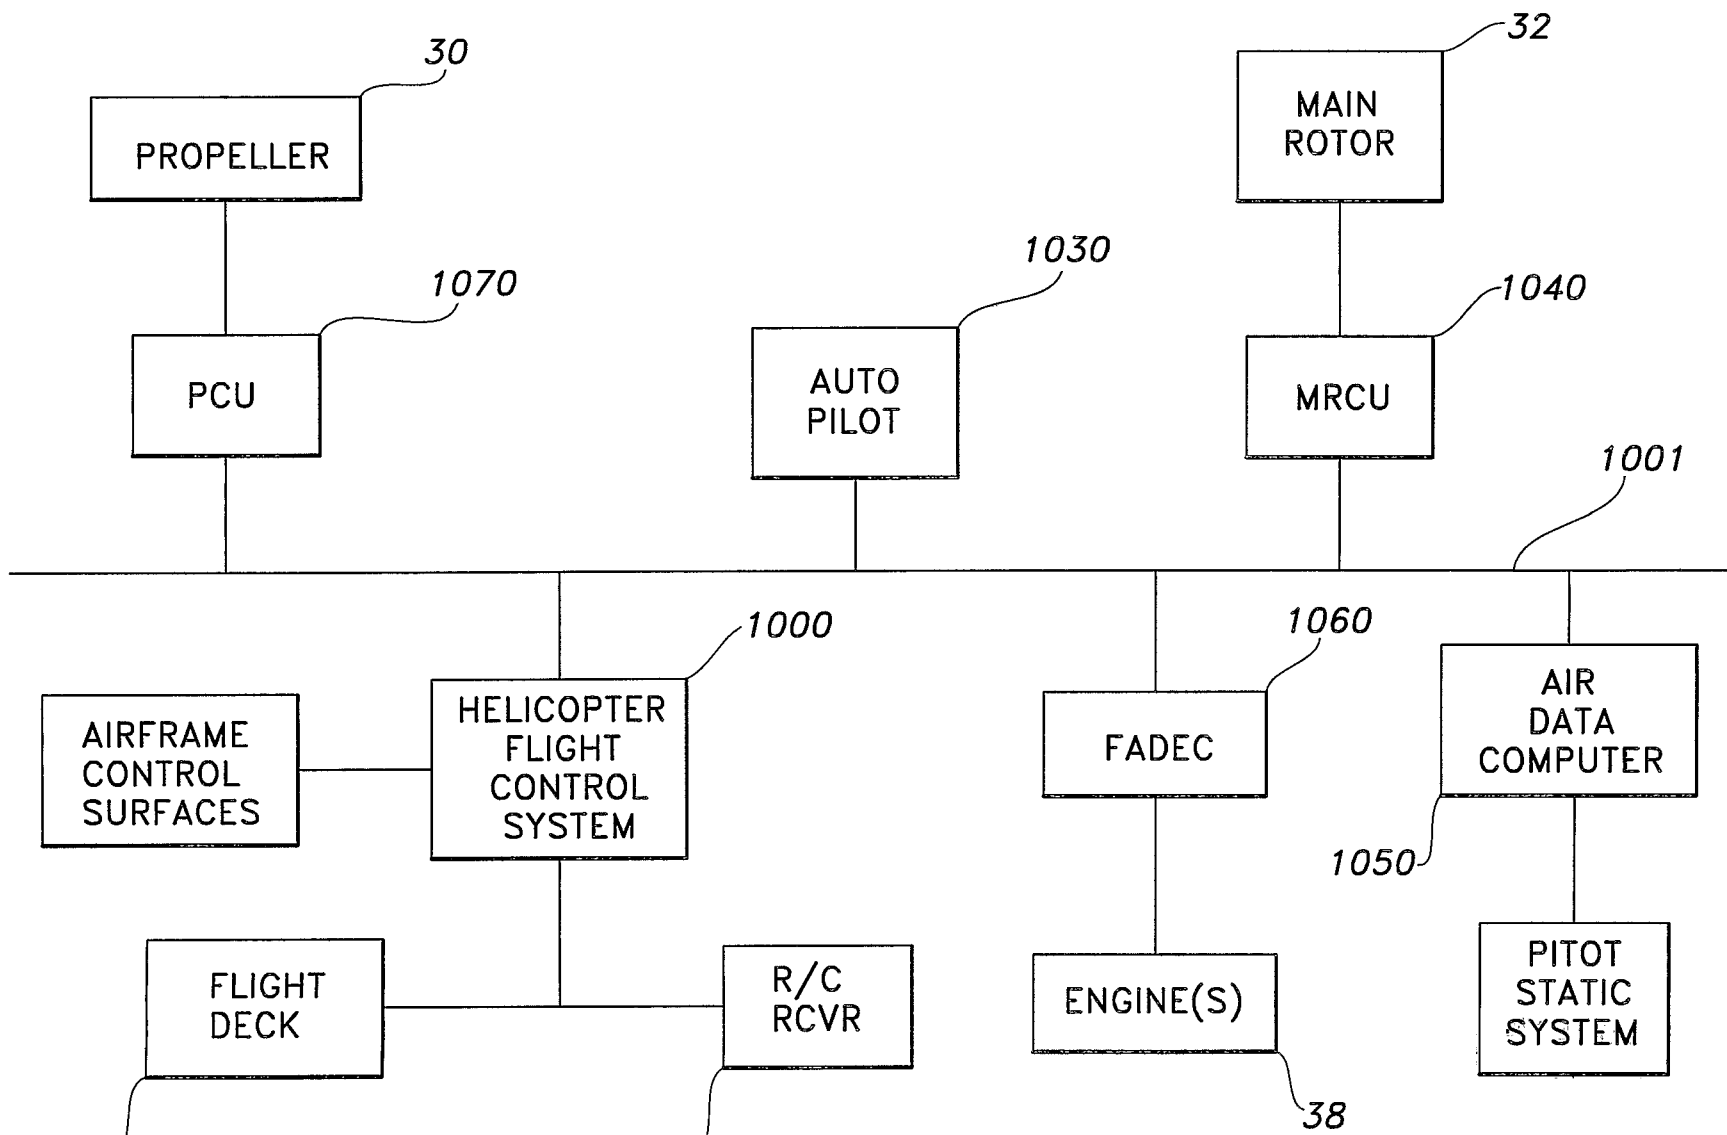 30
32
PROPELLER
MAIN
ROTOR
1070
1030
1040
PCU
AUTO
PILOT
MRCU
1001
1000
1060
AIRFRAME
CONTROL
SURFACES
HELICOPTER
FLIGHT
CONTROL
SYSTEM
FADEC
AIR
DATA
COMPUTER
1050
FLIGHT
DECK
R/C
RCVR
ENGINE(S)
PITOT
STATIC
SYSTEM
38